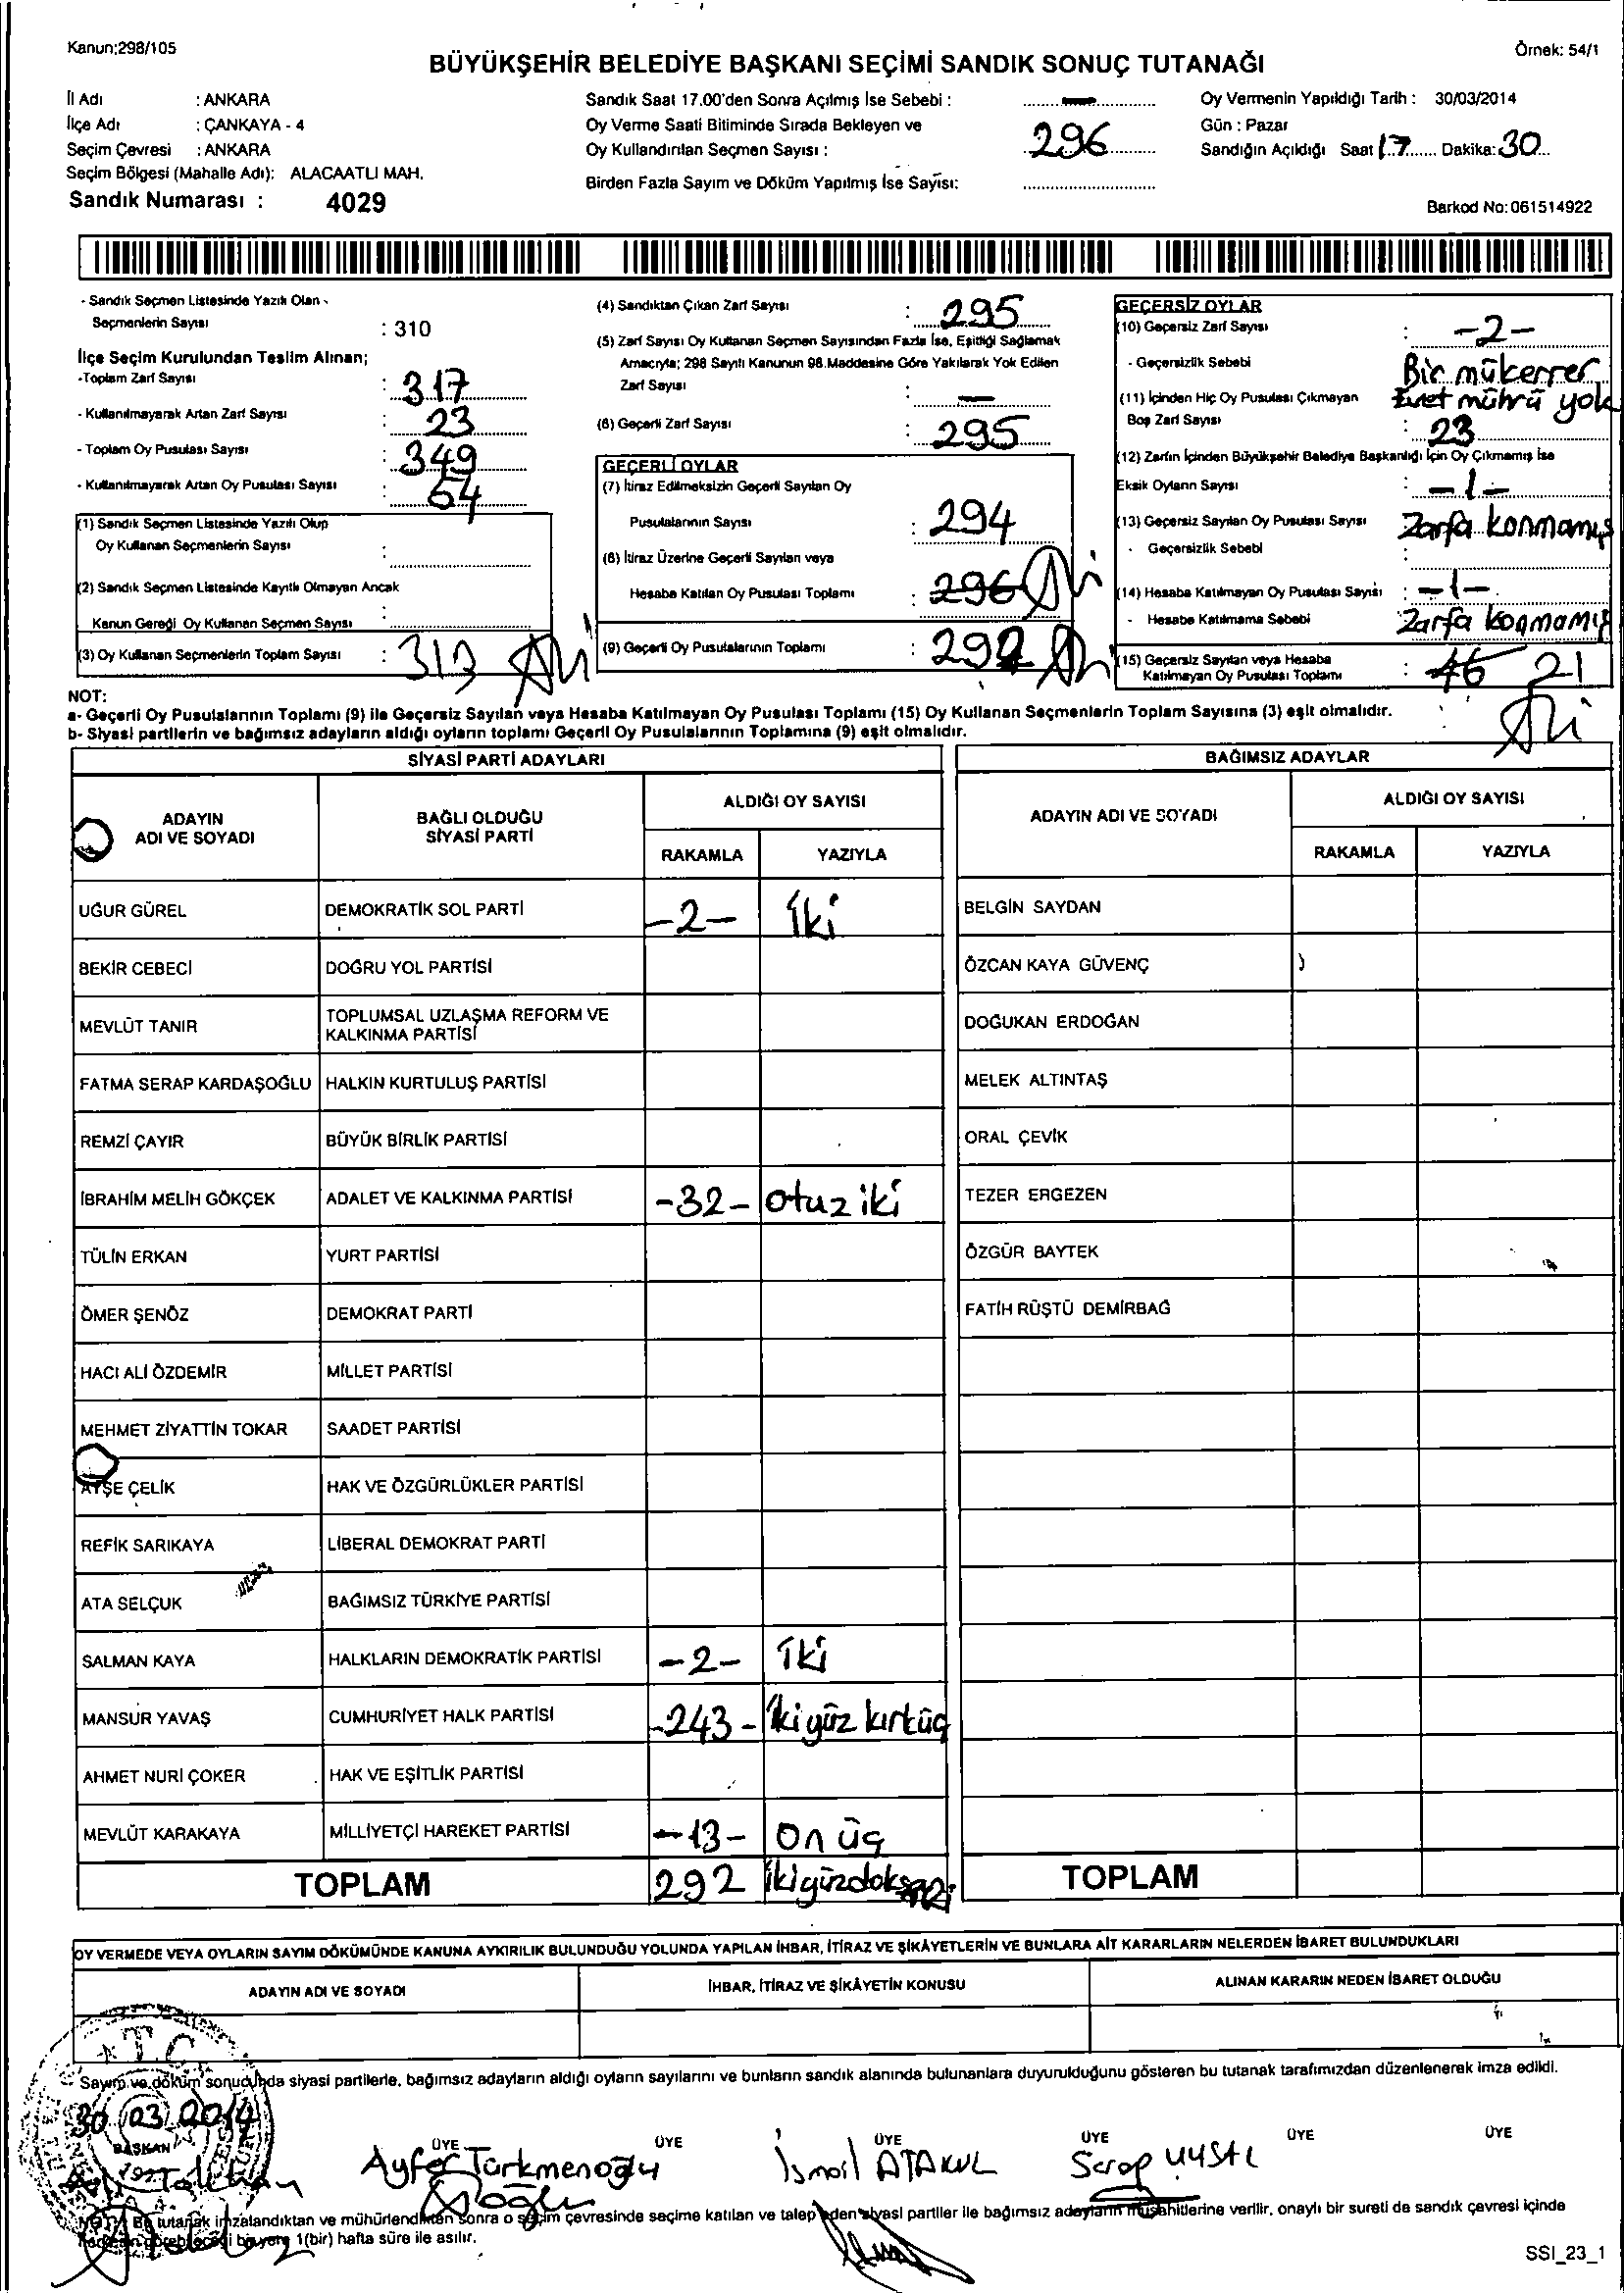 Kanun;298/105
Örnek: 54/1
BÜYÜKŞEHİR BELEDİYE BAŞKANI SEÇİMİ SANDIK SONUÇ TUTANAĞI
İl Adı : ANKARA
İlçe Adı : ÇANKAYA - 4
Seçim Çevresi : ANKARA
Seçim Bölgesi (Mahalle Adı): ALACAATLI MAH.
Sandık Numarası : 4029
Sandık Saat 17.00'den Sonra Açılmış İse Sebebi : -
Oy Verme Saati Bitiminde Sırada Bekleyen ve
Oy Kullandırılan Seçmen Sayısı : 296
Birden Fazla Sayım ve Döküm Yapılmış İse Sayısı:
Oy Vermenin Yapıldığı Tarih : 30/03/2014
Gün : Pazar
Sandığın Açıldığı Saat 17 Dakika: 30
Barkod No: 061514922
- Sandık Seçmen Listesinde Yazılı Olan -
Seçmenlerin Sayısı : 310
İlçe Seçim Kurulundan Teslim Alınan;
-Toplam Zarf Sayısı : 317
- Kullanılmayarak Artan Zarf Sayısı : 23
- Toplam Oy Pusulası Sayısı : 349
- Kullanılmayarak Artan Oy Pusulası Sayısı : 54
(1) Sandık Seçmen Listesinde Yazılı Olup
Oy Kullanan Seçmenlerin Sayısı :
(2) Sandık Seçmen Listesinde Kayıtlı Olmayan Ancak
Kanun Gereği Oy Kullanan Seçmen Sayısı :
(3) Oy Kullanan Seçmenlerin Toplam Sayısı : 313
(4) Sandıktan Çıkan Zarf Sayısı : 295
(5) Zarf Sayısı Oy Kullanan Seçmen Sayısından Fazla İse, Eşitliği Sağlamak
Amacıyla; 298 Sayılı Kanunun 98.Maddesine Göre Yakılarak Yok Edilen
Zarf Sayısı : -
(6) Geçerli Zarf Sayısı : 295
GEÇERLİ OYLAR
(7) İtiraz Edilmeksizin Geçerli Sayılan Oy
Pusulalarının Sayısı : 294
(8) İtiraz Üzerine Geçerli Sayılan veya
Hesaba Katılan Oy Pusulası Toplamı : 296
(9) Geçerli Oy Pusulalarının Toplamı : 292
GEÇERSİZ OYLAR
(10) Geçersiz Zarf Sayısı : -2-
- Geçersizlik Sebebi Bir mükerrer
Evet mührü yok
(11) İçinden Hiç Oy Pusulası Çıkmayan
Boş Zarf Sayısı : 23
(12) Zarfın İçinden Büyükşehir Belediye Başkanlığı İçin Oy Çıkmamış İse
Eksik Oyların Sayısı : -1-
(13) Geçersiz Sayılan Oy Pusulası Sayısı Zarfa konmamış
- Geçersizlik Sebebi :
(14) Hesaba Katılmayan Oy Pusulası Sayısı : -1-
- Hesaba Katılmama Sebebi Zarfa konmamış
(15) Geçersiz Sayılan veya Hesaba
Katılmayan Oy Pusulası Toplamı : 46 21
NOT:
a- Geçerli Oy Pusulalarının Toplamı (9) ile Geçersiz Sayılan veya Hesaba Katılmayan Oy Pusulası Toplamı (15) Oy Kullanan Seçmenlerin Toplam Sayısına (3) eşit olmalıdır.
b- Siyasi partilerin ve bağımsız adayların aldığı oyların toplamı Geçerli Oy Pusulalarının Toplamına (9) eşit olmalıdır.
SİYASİ PARTİ ADAYLARI
ADAYIN ADI VE SOYADI
BAĞLI OLDUĞU SİYASİ PARTİ
ALDIĞI OY SAYISI
RAKAMLA YAZIYLA
UĞUR GÜREL DEMOKRATİK SOL PARTİ -2- İki
BEKİR CEBECİ DOĞRU YOL PARTİSİ
MEVLÜT TANIR TOPLUMSAL UZLAŞMA REFORM VE KALKINMA PARTİSİ
FATMA SERAP KARDAŞOĞLU HALKIN KURTULUŞ PARTİSİ
REMZİ ÇAYIR BÜYÜK BİRLİK PARTİSİ
İBRAHİM MELİH GÖKÇEK ADALET VE KALKINMA PARTİSİ -32- otuz iki
TÜLİN ERKAN YURT PARTİSİ
ÖMER ŞENÖZ DEMOKRAT PARTİ
HACI ALİ ÖZDEMİR MİLLET PARTİSİ
MEHMET ZİYATTİN TOKAR SAADET PARTİSİ
AYŞE ÇELİK HAK VE ÖZGÜRLÜKLER PARTİSİ
REFİK SARIKAYA LİBERAL DEMOKRAT PARTİ
ATA SELÇUK BAĞIMSIZ TÜRKİYE PARTİSİ
SALMAN KAYA HALKLARIN DEMOKRATİK PARTİSİ -2- İki
MANSUR YAVAŞ CUMHURİYET HALK PARTİSİ -243- İki yüz kırküç
AHMET NURİ ÇOKER HAK VE EŞİTLİK PARTİSİ
MEVLÜT KARAKAYA MİLLİYETÇİ HAREKET PARTİSİ -13- On üç
TOPLAM 292
BAĞIMSIZ ADAYLAR
ADAYIN ADI VE SOYADI
ALDIĞI OY SAYISI
RAKAMLA YAZIYLA
BELGİN SAYDAN
ÖZCAN KAYA GÜVENÇ
DOĞUKAN ERDOĞAN
MELEK ALTINTAŞ
ORAL ÇEVİK
TEZER ERGEZEN
ÖZGÜR BAYTEK
FATİH RÜŞTÜ DEMİRBAĞ
TOPLAM
OY VERMEDE VEYA OYLARIN SAYIM DÖKÜMÜNDE KANUNA AYKIRILIK BULUNDUĞU YOLUNDA YAPILAN İHBAR, İTİRAZ VE ŞİKÂYETLERİN VE BUNLARA AİT KARARLARIN NELERDEN İBARET BULUNDUKLARI
ADAYIN ADI VE SOYADI
İHBAR, İTİRAZ VE ŞİKÂYETİN KONUSU
ALINAN KARARIN NEDEN İBARET OLDUĞU
T.C.
Sayım ve döküm sonucunda siyasi partilerle, bağımsız adayların aldığı oyların sayılarını ve bunların sandık alanında bulunanlara duyurulduğunu gösteren bu tutanak tarafımızdan düzenlenerek imza edildi.
30/03/2014
BAŞKAN ÜYE ÜYE ÜYE ÜYE ÜYE ÜYE
Ayfer Türkmenoğlu İsmail ATAKUL Serap UYSAL
NOT: Bu tutanak imzalandıktan ve mühürlendikten sonra o seçim çevresinde seçime katılan ve talep eden siyasi partiler ile bağımsız adayların müşahitlerine verilir, onaylı bir sureti de sandık çevresi içinde
herkesin görebileceği bir yere 1(bir) hafta süre ile asılır.
SSI_23_1